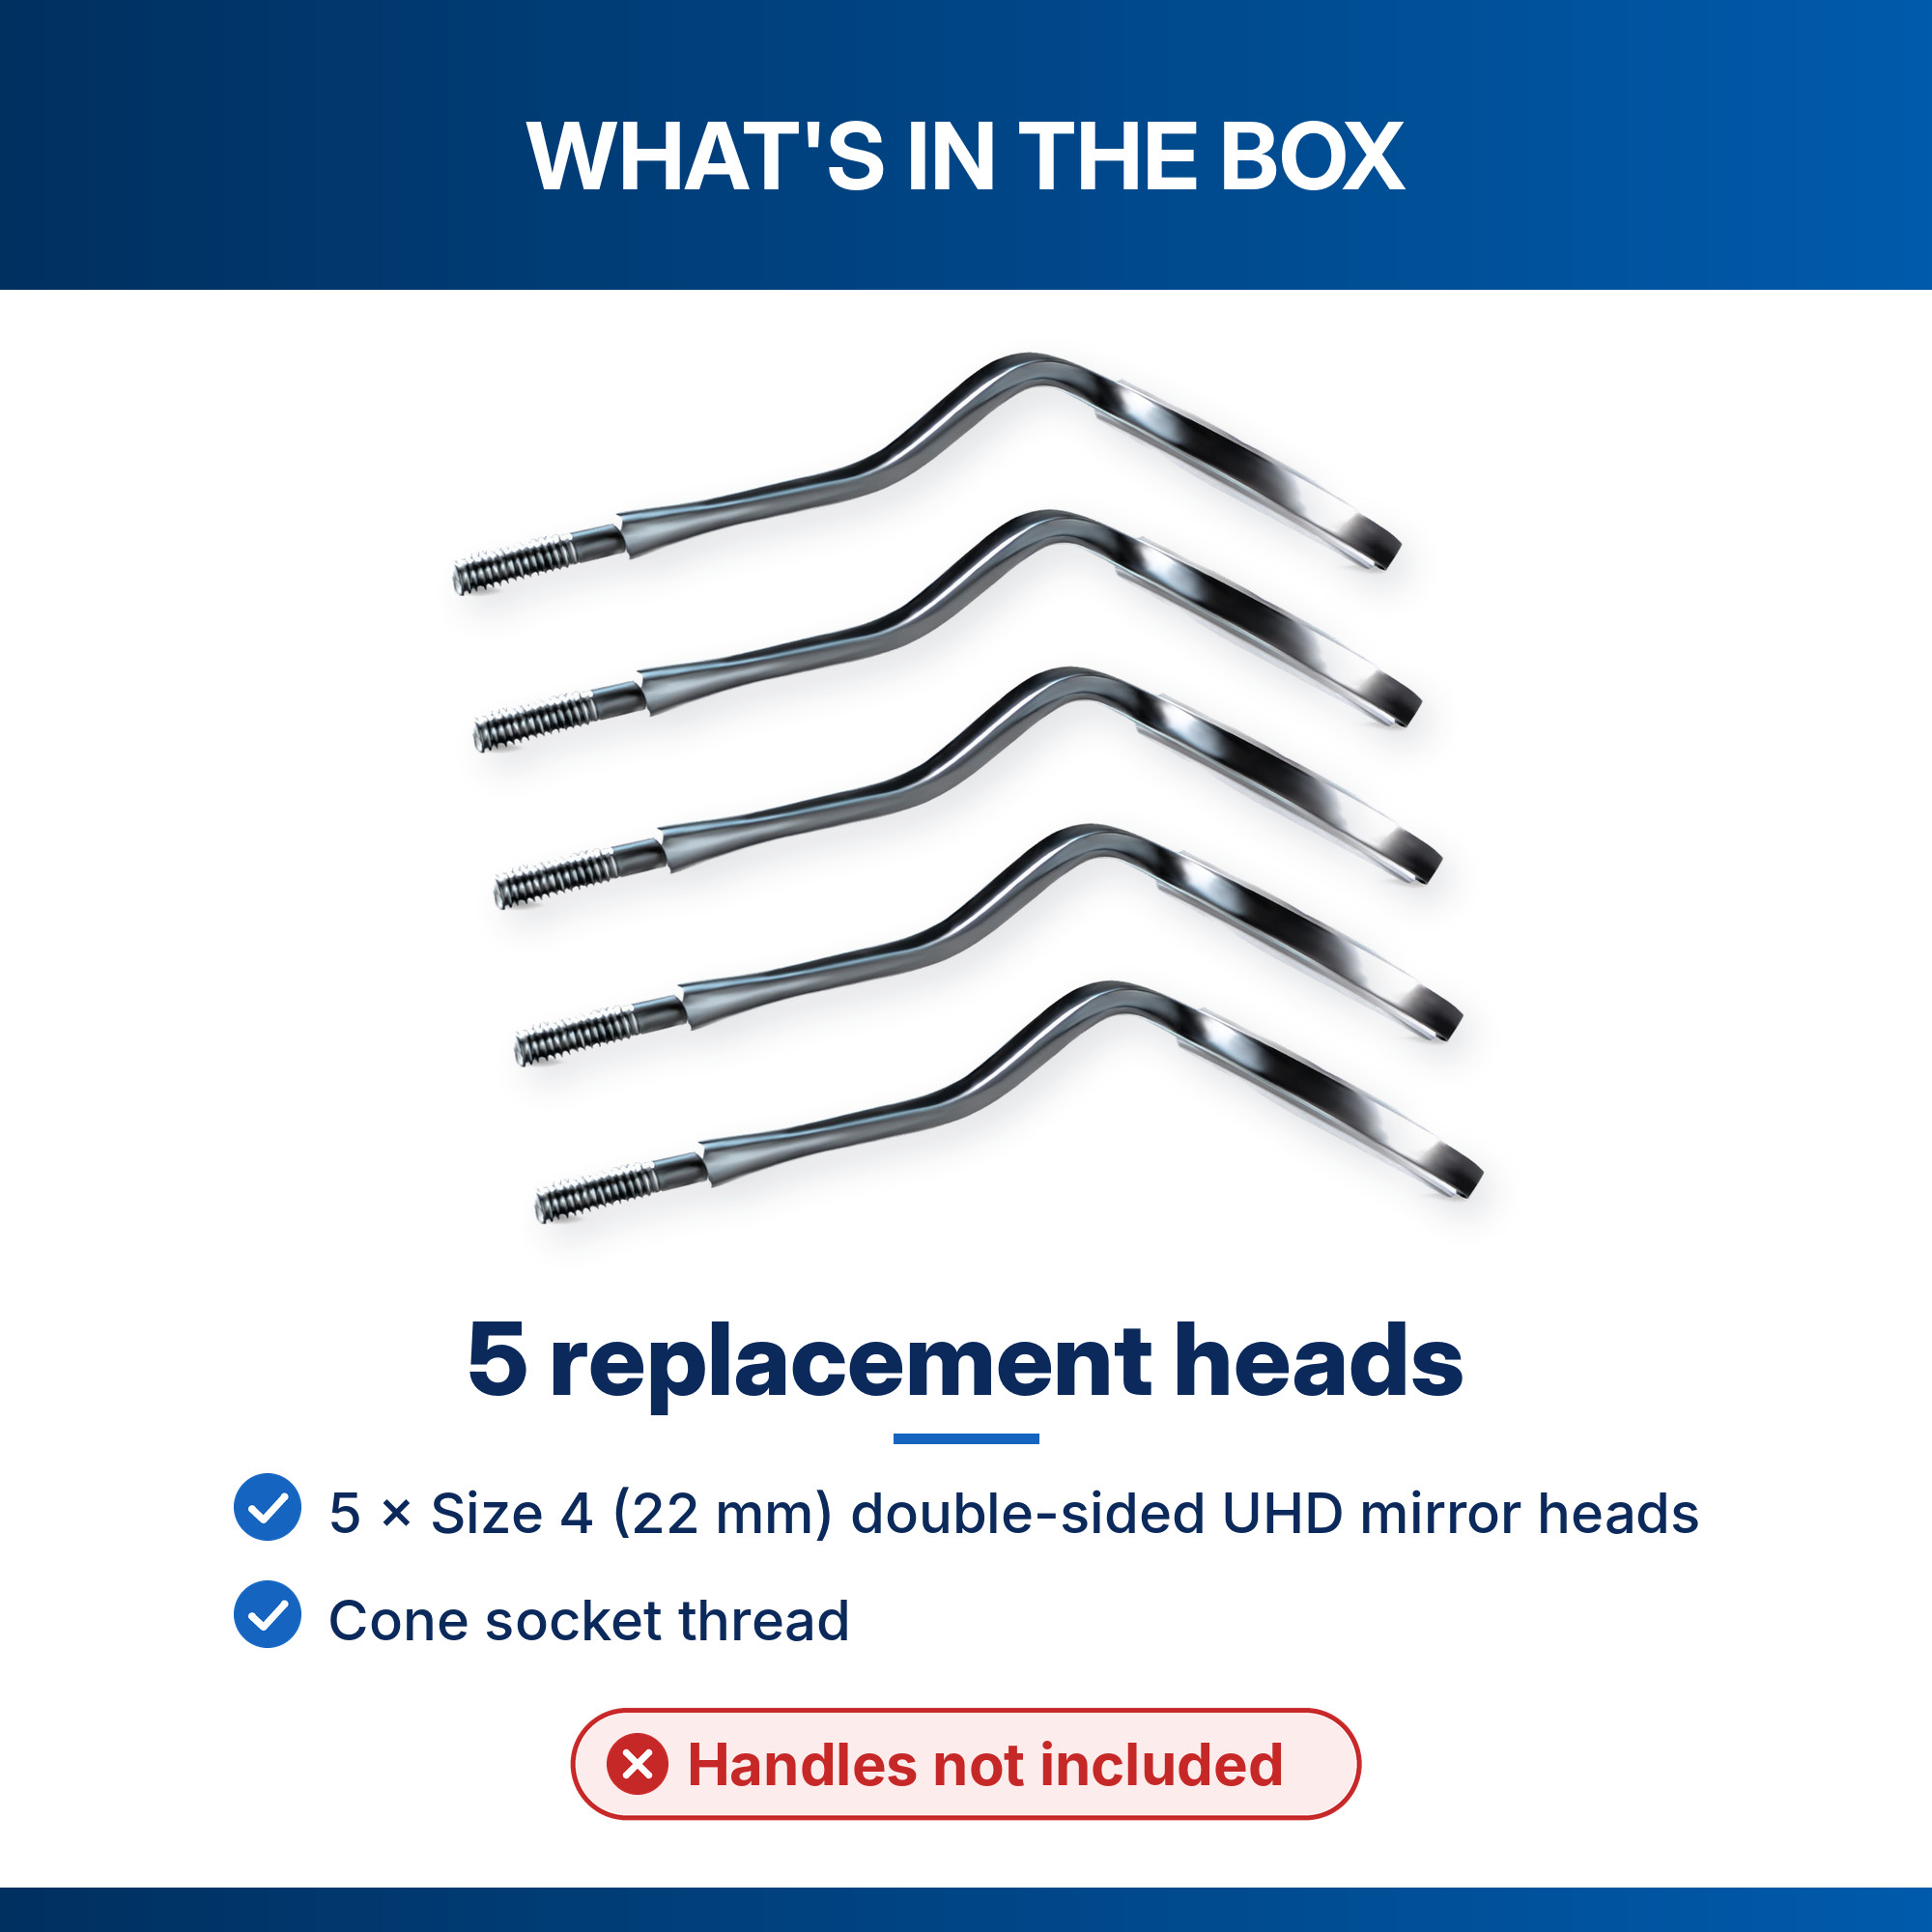 WHAT'S IN THE BOX
5 replacement heads
5 × Size 4 (22 mm) double-sided UHD mirror heads
Cone socket thread
Handles not included